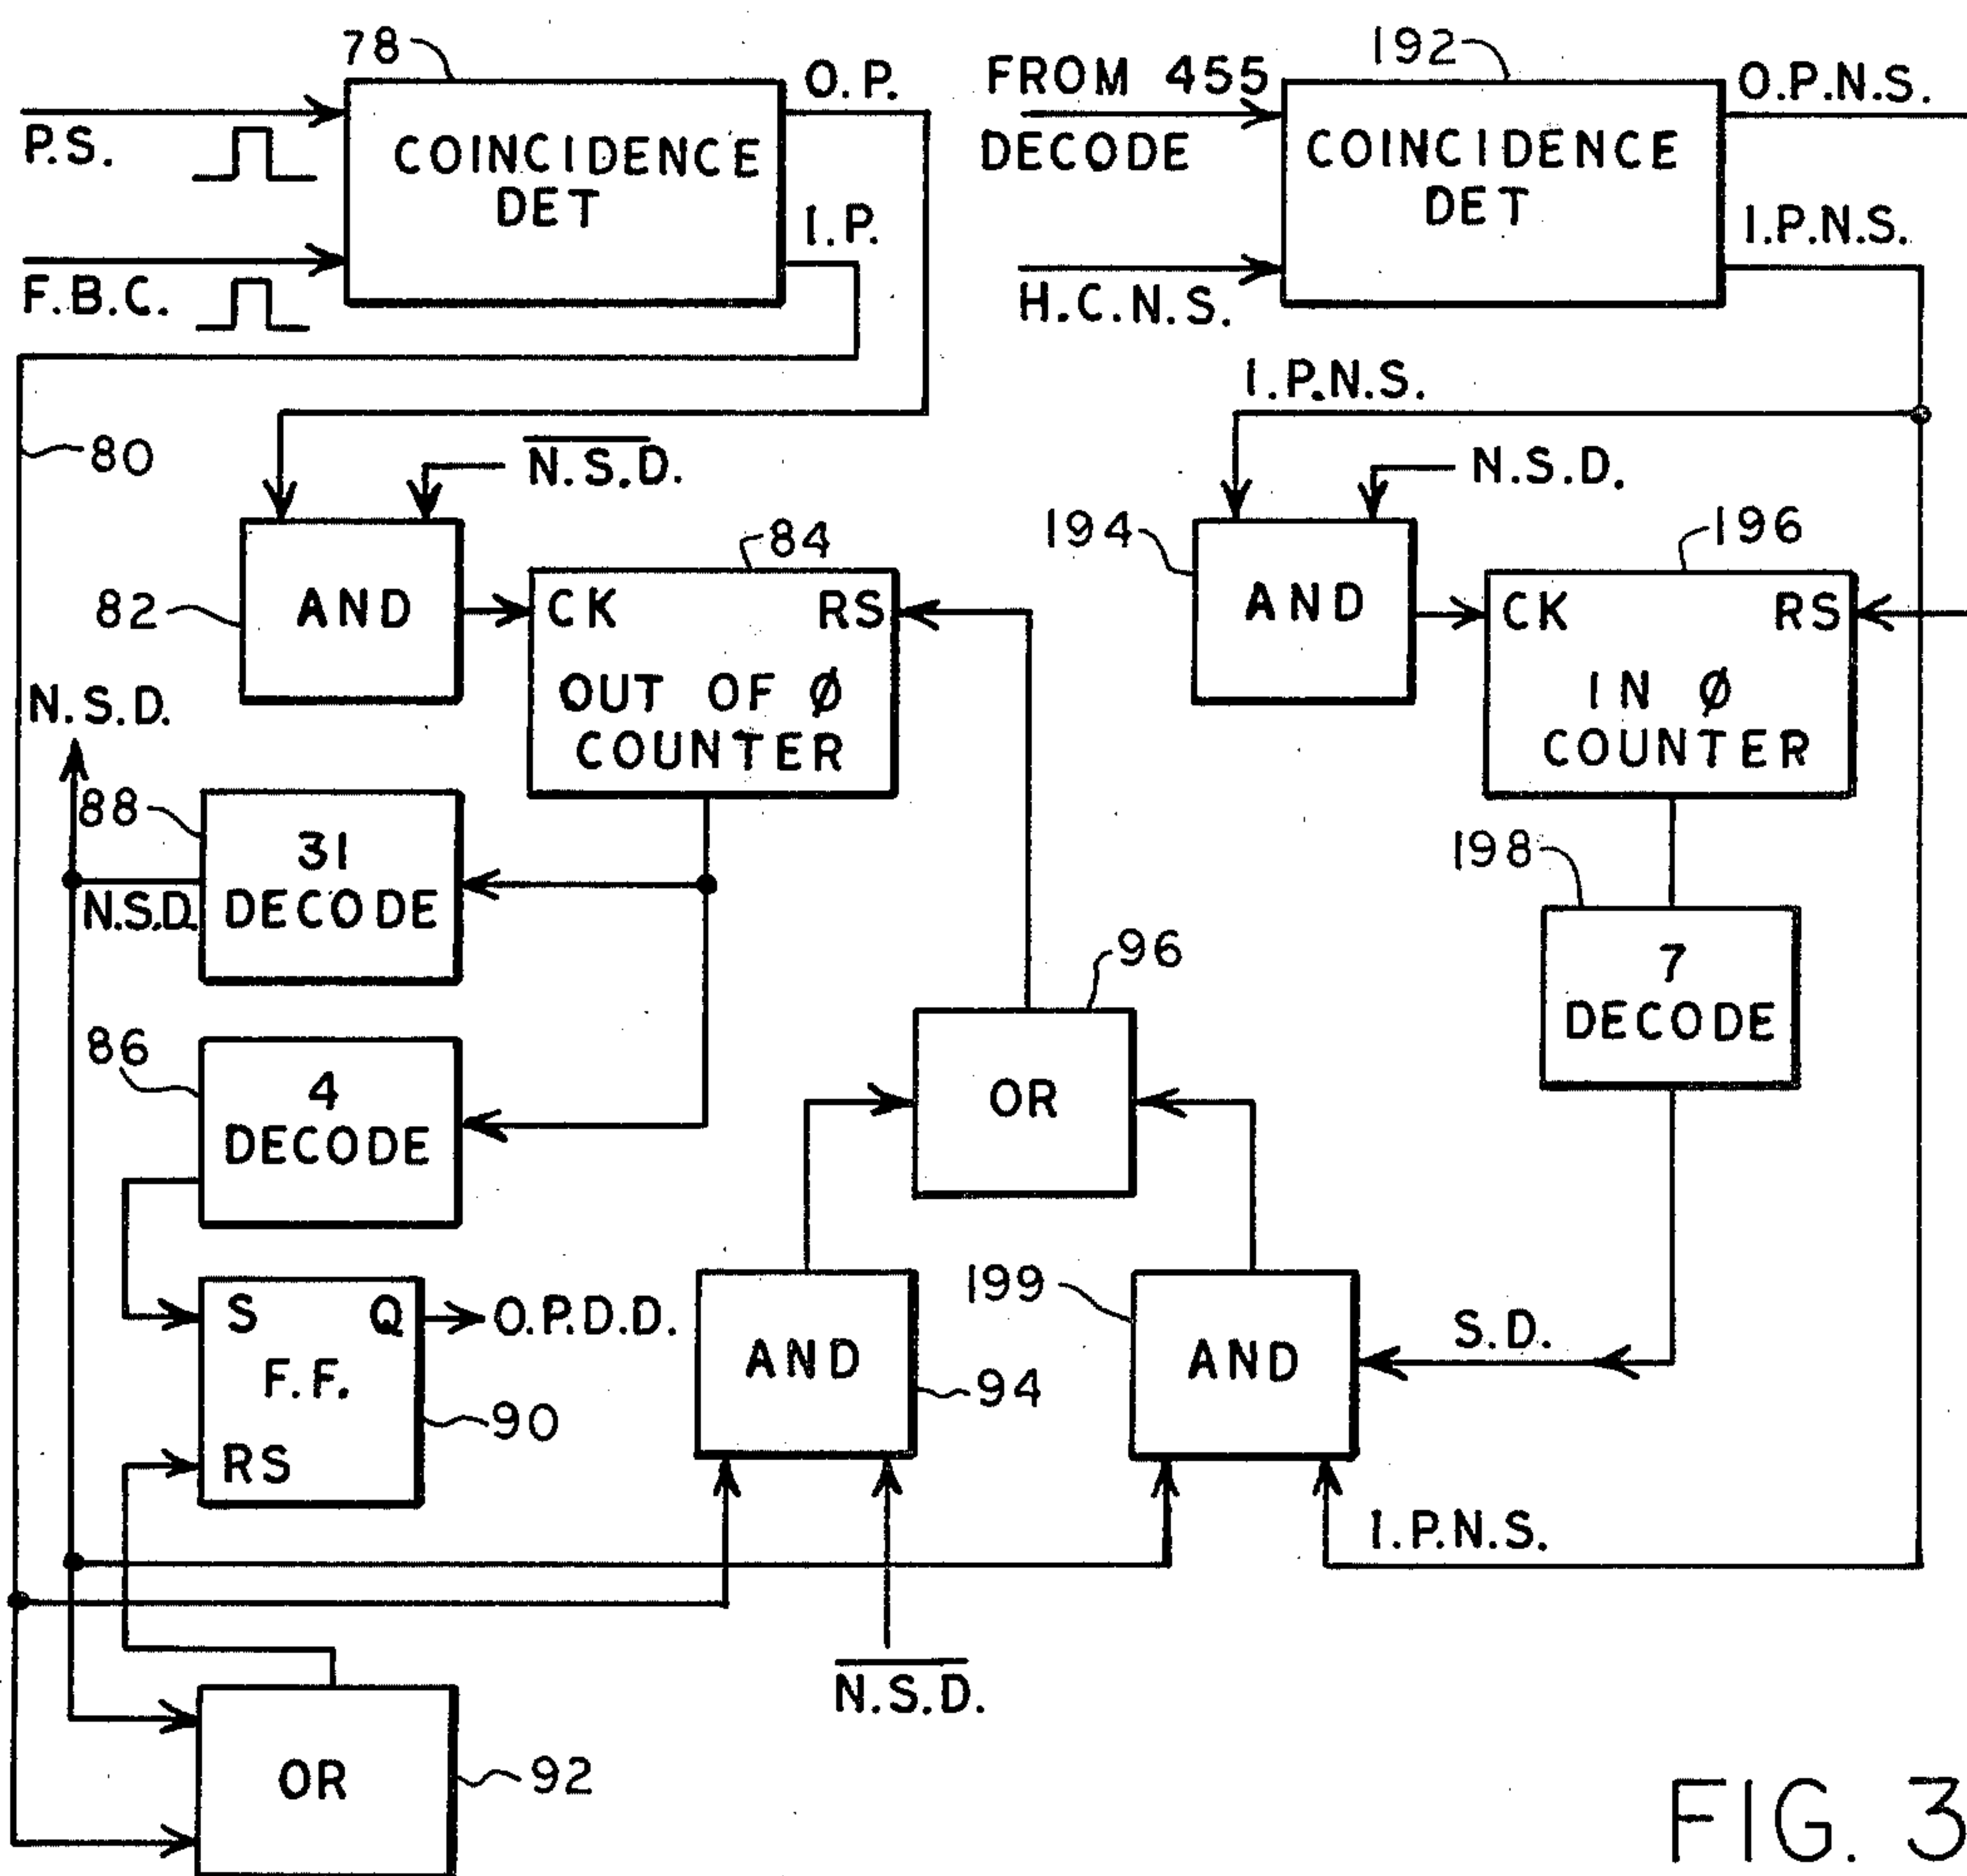 78
P.S.
F.B.C.
COINCIDENCE
DET
O.P.
I.P.
FROM 455
DECODE
H.C.N.S.
192
COINCIDENCE
DET
O.P.N.S.
I.P.N.S.
80
N̅.̅S̅.̅D̅.̅
82
AND
84
CK
RS
OUT OF Ø
COUNTER
I.P.N.S.
N.S.D.
194
AND
196
CK
RS
IN Ø
COUNTER
N.S.D.
88
31
DECODE
N.S.D.
198
7
DECODE
86
4
DECODE
96
OR
S
Q
F.F.
RS
90
O.P.D.D.
AND
94
199
AND
S.D.
I.P.N.S.
N̅.̅S̅.̅D̅.̅
OR
92
FIG. 3